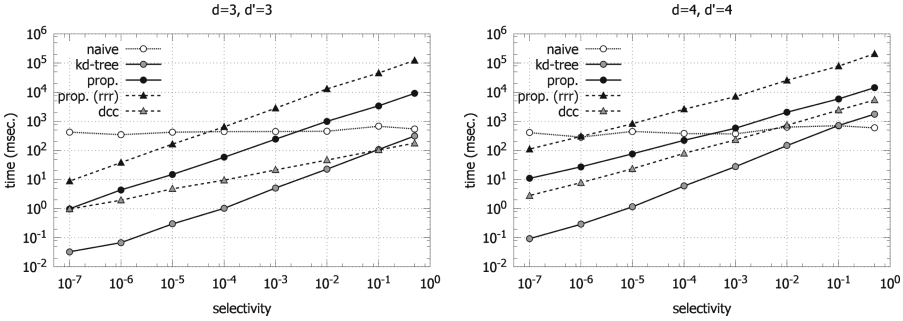 d=3, d'=3
10^6
10^5
10^4
10^3
10^2
10^1
10^0
10^-1
10^-2
time (msec.)
naive
kd-tree
prop.
prop. (rrr)
dcc
10^-7 10^-6 10^-5 10^-4 10^-3 10^-2 10^-1 10^0
selectivity
d=4, d'=4
10^6
10^5
10^4
10^3
10^2
10^1
10^0
10^-1
10^-2
time (msec.)
naive
kd-tree
prop.
prop. (rrr)
dcc
10^-7 10^-6 10^-5 10^-4 10^-3 10^-2 10^-1 10^0
selectivity